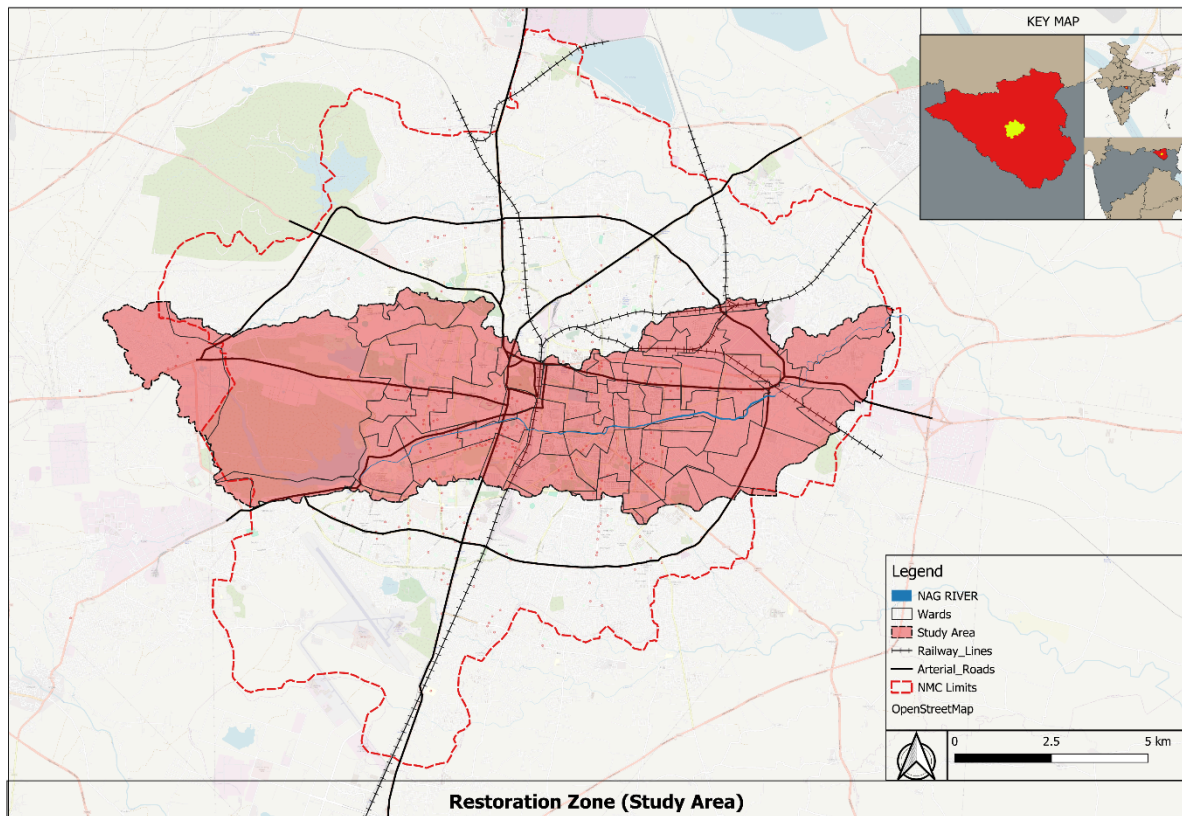 KEY MAP
Legend
NAG RIVER
Wards
Study Area
Railway_Lines
Arterial_Roads
NMC Limits
OpenStreetMap
0 2.5 5 km
Restoration Zone (Study Area)